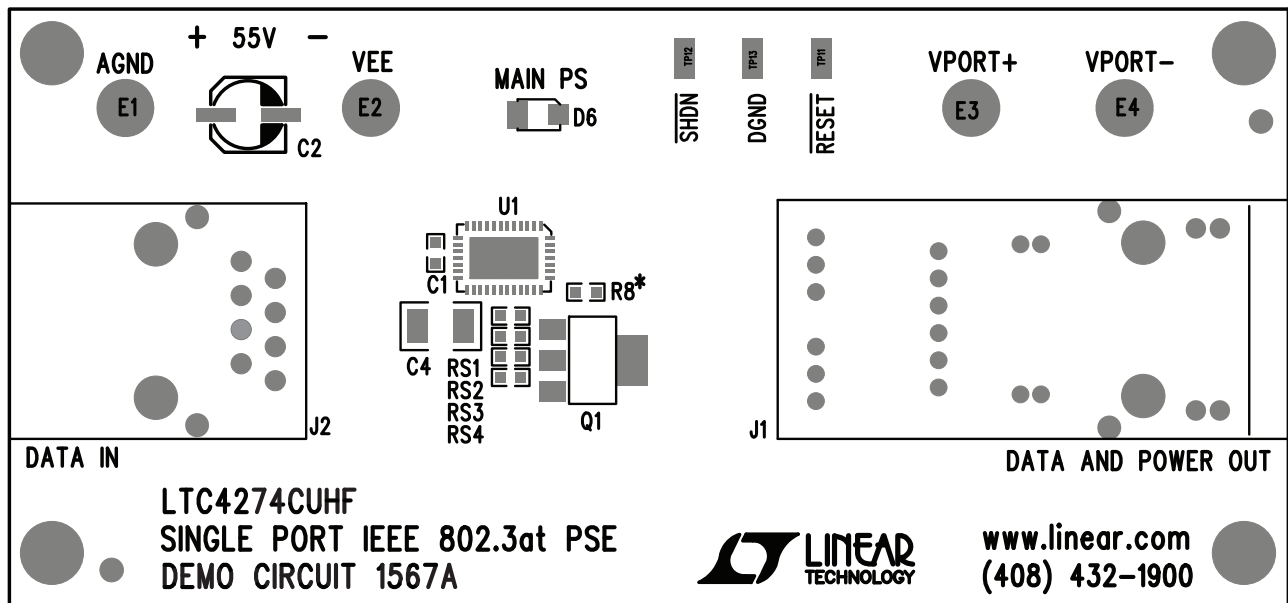 + 55V -
AGND
VEE
E1
E2
C2
MAIN PS
D6
TP12
TP13
TP11
SHDN
DGND
RESET
VPORT+
VPORT-
E3
E4
U1
C1
R8*
C4
RS1
RS2
RS3
RS4
Q1
J2
J1
DATA IN
DATA AND POWER OUT
LTC4274CUHF
SINGLE PORT IEEE 802.3at PSE
DEMO CIRCUIT 1567A
LINEAR
TECHNOLOGY
www.linear.com
(408) 432-1900